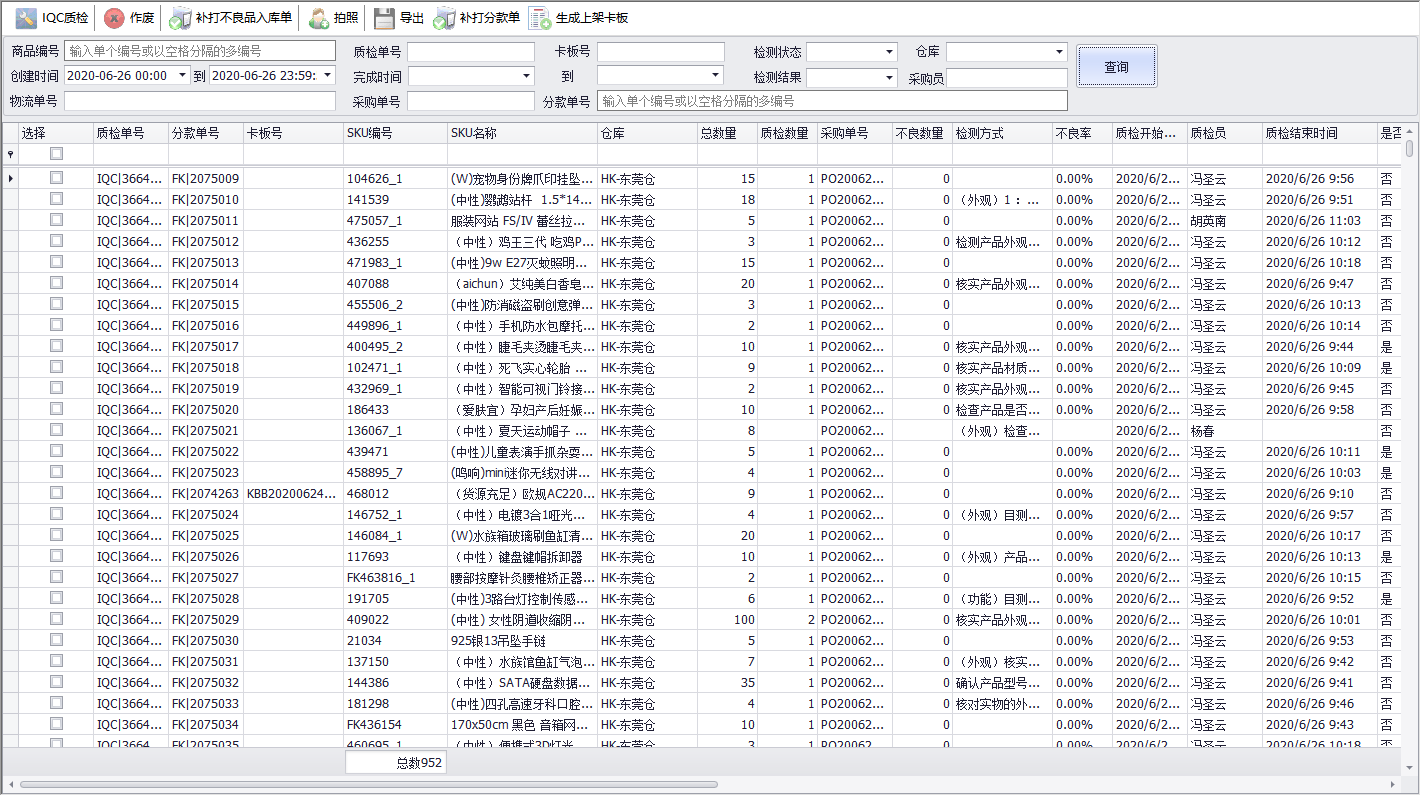 IQC质检 作废 补打不良品入库单 拍照 导出 补打分款单 生成上架卡板
商品编号 输入单个编号或以空格分隔的多编号 质检单号 卡板号 检测状态 仓库
创建时间 2020-06-26 00:00 到 2020-06-26 23:59: 完成时间 到 检测结果 采购员 查询
物流单号 采购单号 分款单号 输入单个编号或以空格分隔的多编号
选择 质检单号 分款单号 卡板号 SKU编号 SKU名称 仓库 总数量 质检数量 采购单号 不良数量 检测方式 不良率 质检开始... 质检员 质检结束时间 是否
IQC|3664... FK|2075009 104626_1 (W)宠物身份牌爪印挂坠... HK-东莞仓 15 1 PO20062... 0 0.00% 2020/6/2... 冯圣云 2020/6/26 9:56 否
IQC|3664... FK|2075010 141539 (中性)鹦鹉站杆 1.5*14... HK-东莞仓 18 1 PO20062... 0 （外观）1 ：... 0.00% 2020/6/2... 冯圣云 2020/6/26 9:51 否
IQC|3664... FK|2075011 475057_1 服装网站 FS/IV 蕾丝拉... HK-东莞仓 5 1 PO20062... 0 0.00% 2020/6/2... 胡英南 2020/6/26 11:03 否
IQC|3664... FK|2075012 436255 （中性）鸡王三代 吃鸡P... HK-东莞仓 3 1 PO20062... 0 检测产品外观... 0.00% 2020/6/2... 冯圣云 2020/6/26 10:12 否
IQC|3664... FK|2075013 471983_1 (中性)9w E27灭蚊照明... HK-东莞仓 15 1 PO20062... 0 0.00% 2020/6/2... 冯圣云 2020/6/26 10:18 否
IQC|3664... FK|2075014 407088 （aichun）艾纯美白香皂... HK-东莞仓 20 1 PO20062... 0 核实产品外观... 0.00% 2020/6/2... 冯圣云 2020/6/26 9:47 否
IQC|3664... FK|2075015 455506_2 (中性)防消磁盗刷创意弹... HK-东莞仓 3 1 PO20062... 0 0.00% 2020/6/2... 冯圣云 2020/6/26 10:13 否
IQC|3664... FK|2075016 449896_1 （中性）手机防水包摩托... HK-东莞仓 2 1 PO20062... 0 0.00% 2020/6/2... 冯圣云 2020/6/26 10:14 否
IQC|3664... FK|2075017 400495_2 （中性）睫毛夹烫睫毛夹... HK-东莞仓 10 1 PO20062... 0 核实产品外观... 0.00% 2020/6/2... 冯圣云 2020/6/26 9:44 是
IQC|3664... FK|2075018 102471_1 （中性）死飞实心轮胎 ... HK-东莞仓 9 1 PO20062... 0 核实产品材质... 0.00% 2020/6/2... 冯圣云 2020/6/26 10:09 是
IQC|3664... FK|2075019 432969_1 （中性）智能可视门铃接... HK-东莞仓 2 1 PO20062... 0 核实产品外观... 0.00% 2020/6/2... 冯圣云 2020/6/26 9:45 否
IQC|3664... FK|2075020 186433 （爱肤宜）孕妇产后妊娠... HK-东莞仓 10 1 PO20062... 0 检查产品是否... 0.00% 2020/6/2... 冯圣云 2020/6/26 9:58 否
IQC|3664... FK|2075021 136067_1 （中性）夏天运动帽子 ... HK-东莞仓 8 PO20062... （外观）检查... 2020/6/2... 杨春 否
IQC|3664... FK|2075022 439471 (中性)儿童表演手抓杂耍... HK-东莞仓 5 1 PO20062... 0 0.00% 2020/6/2... 冯圣云 2020/6/26 10:11 是
IQC|3664... FK|2075023 458895_7 (鸣响)mini迷你无线对讲... HK-东莞仓 4 1 PO20062... 0 0.00% 2020/6/2... 冯圣云 2020/6/26 10:03 是
IQC|3664... FK|2074263 KBB20200624... 468012 （货源充足）欧规AC220... HK-东莞仓 9 1 PO20062... 0 0.00% 2020/6/2... 冯圣云 2020/6/26 9:10 否
IQC|3664... FK|2075024 146752_1 （中性）电镀3合1哑光... HK-东莞仓 4 1 PO20062... 0 （外观）目测... 0.00% 2020/6/2... 冯圣云 2020/6/26 9:57 否
IQC|3664... FK|2075025 146084_1 (W)水族箱玻璃刷鱼缸清... HK-东莞仓 20 1 PO20062... 0 0.00% 2020/6/2... 冯圣云 2020/6/26 10:17 否
IQC|3664... FK|2075026 117693 （中性）键盘键帽拆卸器 HK-东莞仓 10 1 PO20062... 0 （外观）产品... 0.00% 2020/6/2... 冯圣云 2020/6/26 10:13 是
IQC|3664... FK|2075027 FK463816_1 腰部按摩针灸腰椎矫正器... HK-东莞仓 2 1 PO20062... 0 0.00% 2020/6/2... 冯圣云 2020/6/26 10:15 否
IQC|3664... FK|2075028 191705 (中性)3路台灯控制传感... HK-东莞仓 6 1 PO20062... 0 （功能）目测... 0.00% 2020/6/2... 冯圣云 2020/6/26 9:52 是
IQC|3664... FK|2075029 409022 (中性) 女性阴道收缩阴... HK-东莞仓 100 2 PO20062... 0 核实产品外观... 0.00% 2020/6/2... 冯圣云 2020/6/26 10:01 否
IQC|3664... FK|2075030 21034 925银13吊坠手链 HK-东莞仓 5 1 PO20062... 0 0.00% 2020/6/2... 冯圣云 2020/6/26 9:53 否
IQC|3664... FK|2075031 137150 （中性）水族馆鱼缸气泡... HK-东莞仓 7 1 PO20062... 0 （外观）核实... 0.00% 2020/6/2... 冯圣云 2020/6/26 9:42 否
IQC|3664... FK|2075032 144386 （中性）SATA硬盘数据... HK-东莞仓 35 1 PO20062... 0 确认产品型号... 0.00% 2020/6/2... 冯圣云 2020/6/26 9:41 否
IQC|3664... FK|2075033 181298 (中性)四孔高速牙科口腔... HK-东莞仓 4 1 PO20062... 0 核对实物的外... 0.00% 2020/6/2... 冯圣云 2020/6/26 9:46 否
IQC|3664... FK|2075034 FK436154 170x50cm 黑色 音箱网... HK-东莞仓 10 1 PO20062... 0 0.00% 2020/6/2... 冯圣云 2020/6/26 9:43 否
IQC|3664... FK|2075035 460695_1 （中性）便携式3D灯光... HK-东莞仓 3 1 PO20062... 0 0.00% 2020/6/2... 冯圣云 2020/6/26 10:18 否
总数952